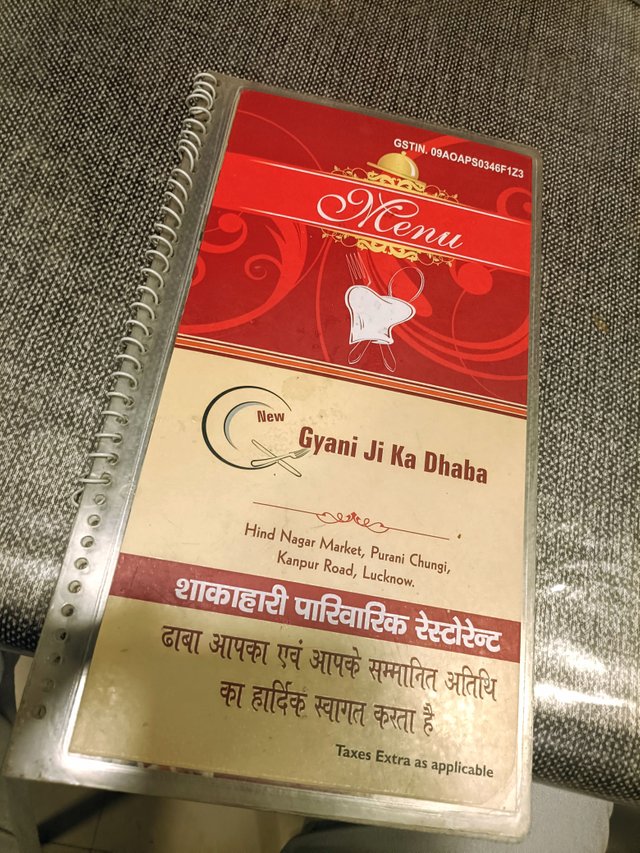 GSTIN. 09AOAPS0346F1Z3
Menu
New
Gyani Ji Ka Dhaba
Hind Nagar Market, Purani Chungi,
Kanpur Road, Lucknow.
शाकाहारी पारिवारिक रेस्टोरेन्ट
ढाबा आपका एवं आपके सम्मानित अतिथि
का हार्दिक स्वागत करता है
Taxes Extra as applicable